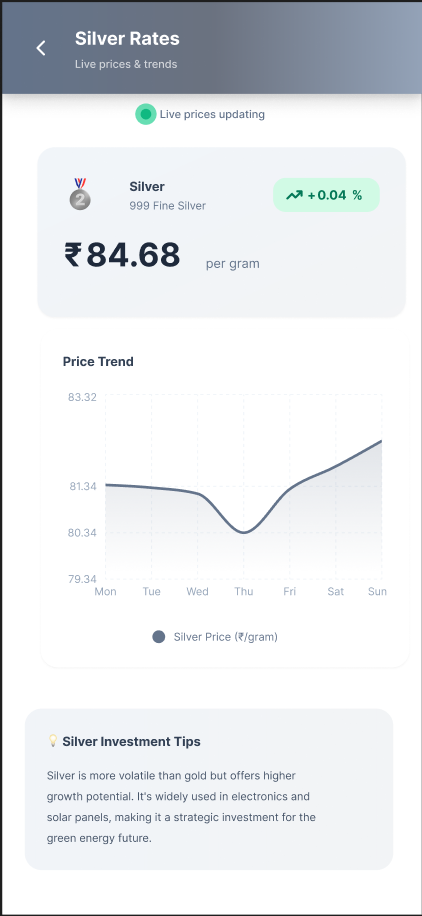 Silver Rates
Live prices & trends
Live prices updating
Silver
999 Fine Silver
+0.04 %
2
₹84.68 per gram
Price Trend
83.32
81.34
80.34
79.34
Mon Tue Wed Thu Fri Sat Sun
Silver Price (₹/gram)
Silver Investment Tips
Silver is more volatile than gold but offers higher
growth potential. It's widely used in electronics and
solar panels, making it a strategic investment for the
green energy future.